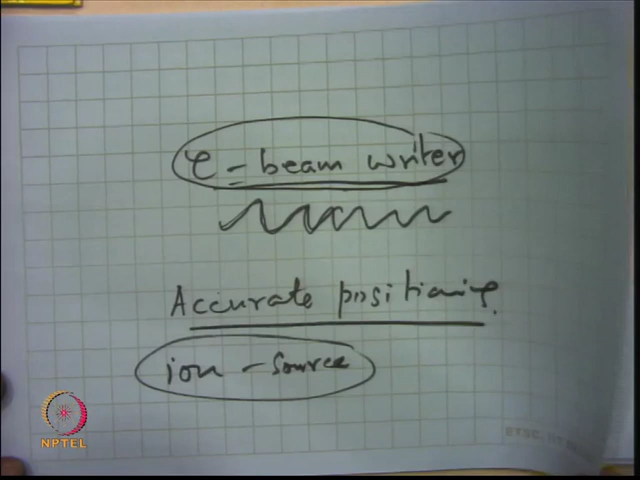 e-beam writer
Accurate positioning.
ion - source
NPTEL